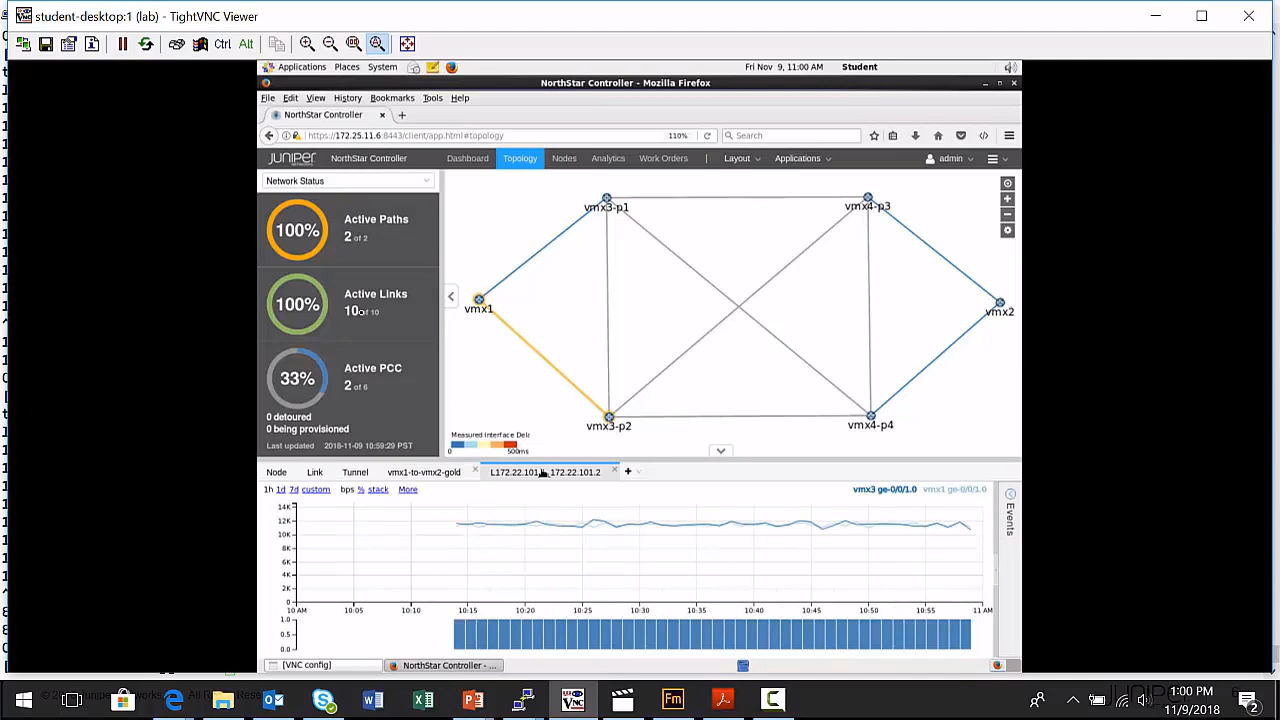 student-desktop:1 (lab) - TightVNC Viewer
Ctrl Alt
Applications Places System Fri Nov 9, 11:00 AM Student
NorthStar Controller - Mozilla Firefox
File Edit View History Bookmarks Tools Help
NorthStar Controller
https://172.25.11.6:8443/client/app.html#topology 110% Search
JUNIPER NorthStar Controller Dashboard Topology Nodes Analytics Work Orders | Layout Applications admin
Network Status
100% Active Paths
2 of 2
100% Active Links
10 of 10
33% Active PCC
2 of 6
0 detoured
0 being provisioned
Last updated 2018-11-09 10:59:29 PST
vmx3-p1
vmx4-p3
vmx1
vmx2
vmx3-p2
vmx4-p4
Measured Interface Del
0 500ms
Node Link Tunnel vmx1-to-vmx2-gold L172.22.101. 172.22.101.2
1h 1d 7d custom bps % stack More vmx3 ge-0/0/1.0 vmx1 ge-0/0/1.0
14K
12K
10K
8K
6K
4K
2K
0
10 AM 10:05 10:10 10:15 10:20 10:25 10:30 10:35 10:40 10:45 10:50 10:55 11 AM
1.0
0.5
0.0
Events
[VNC config] NorthStar Controller - ...
1:00 PM
11/9/2018
2